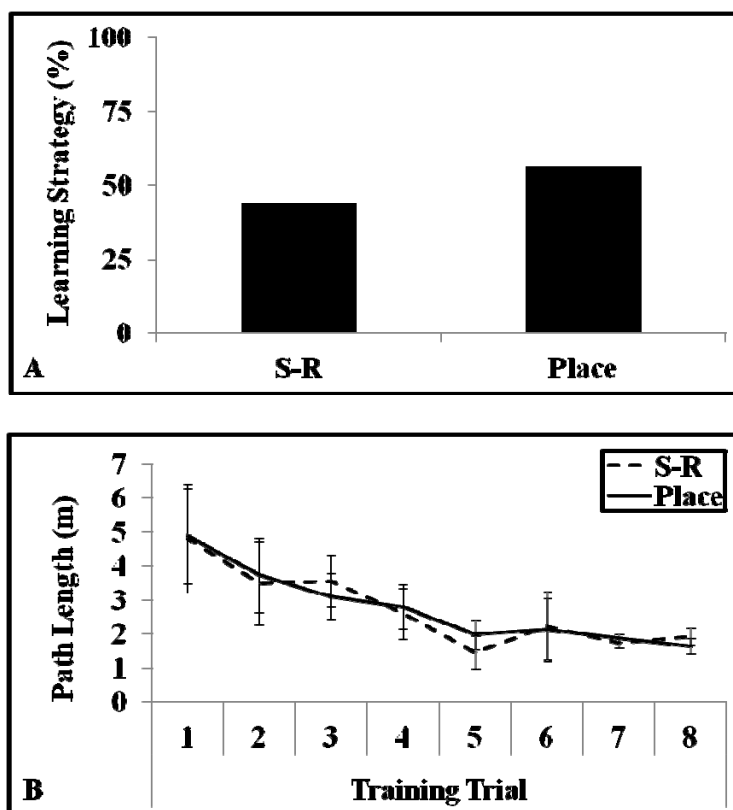 Learning Strategy (%)
100
75
50
25
0
S-R
Place
A
Path Length (m)
7
6
5
4
3
2
1
0
S-R
Place
1 2 3 4 5 6 7 8
B
Training Trial